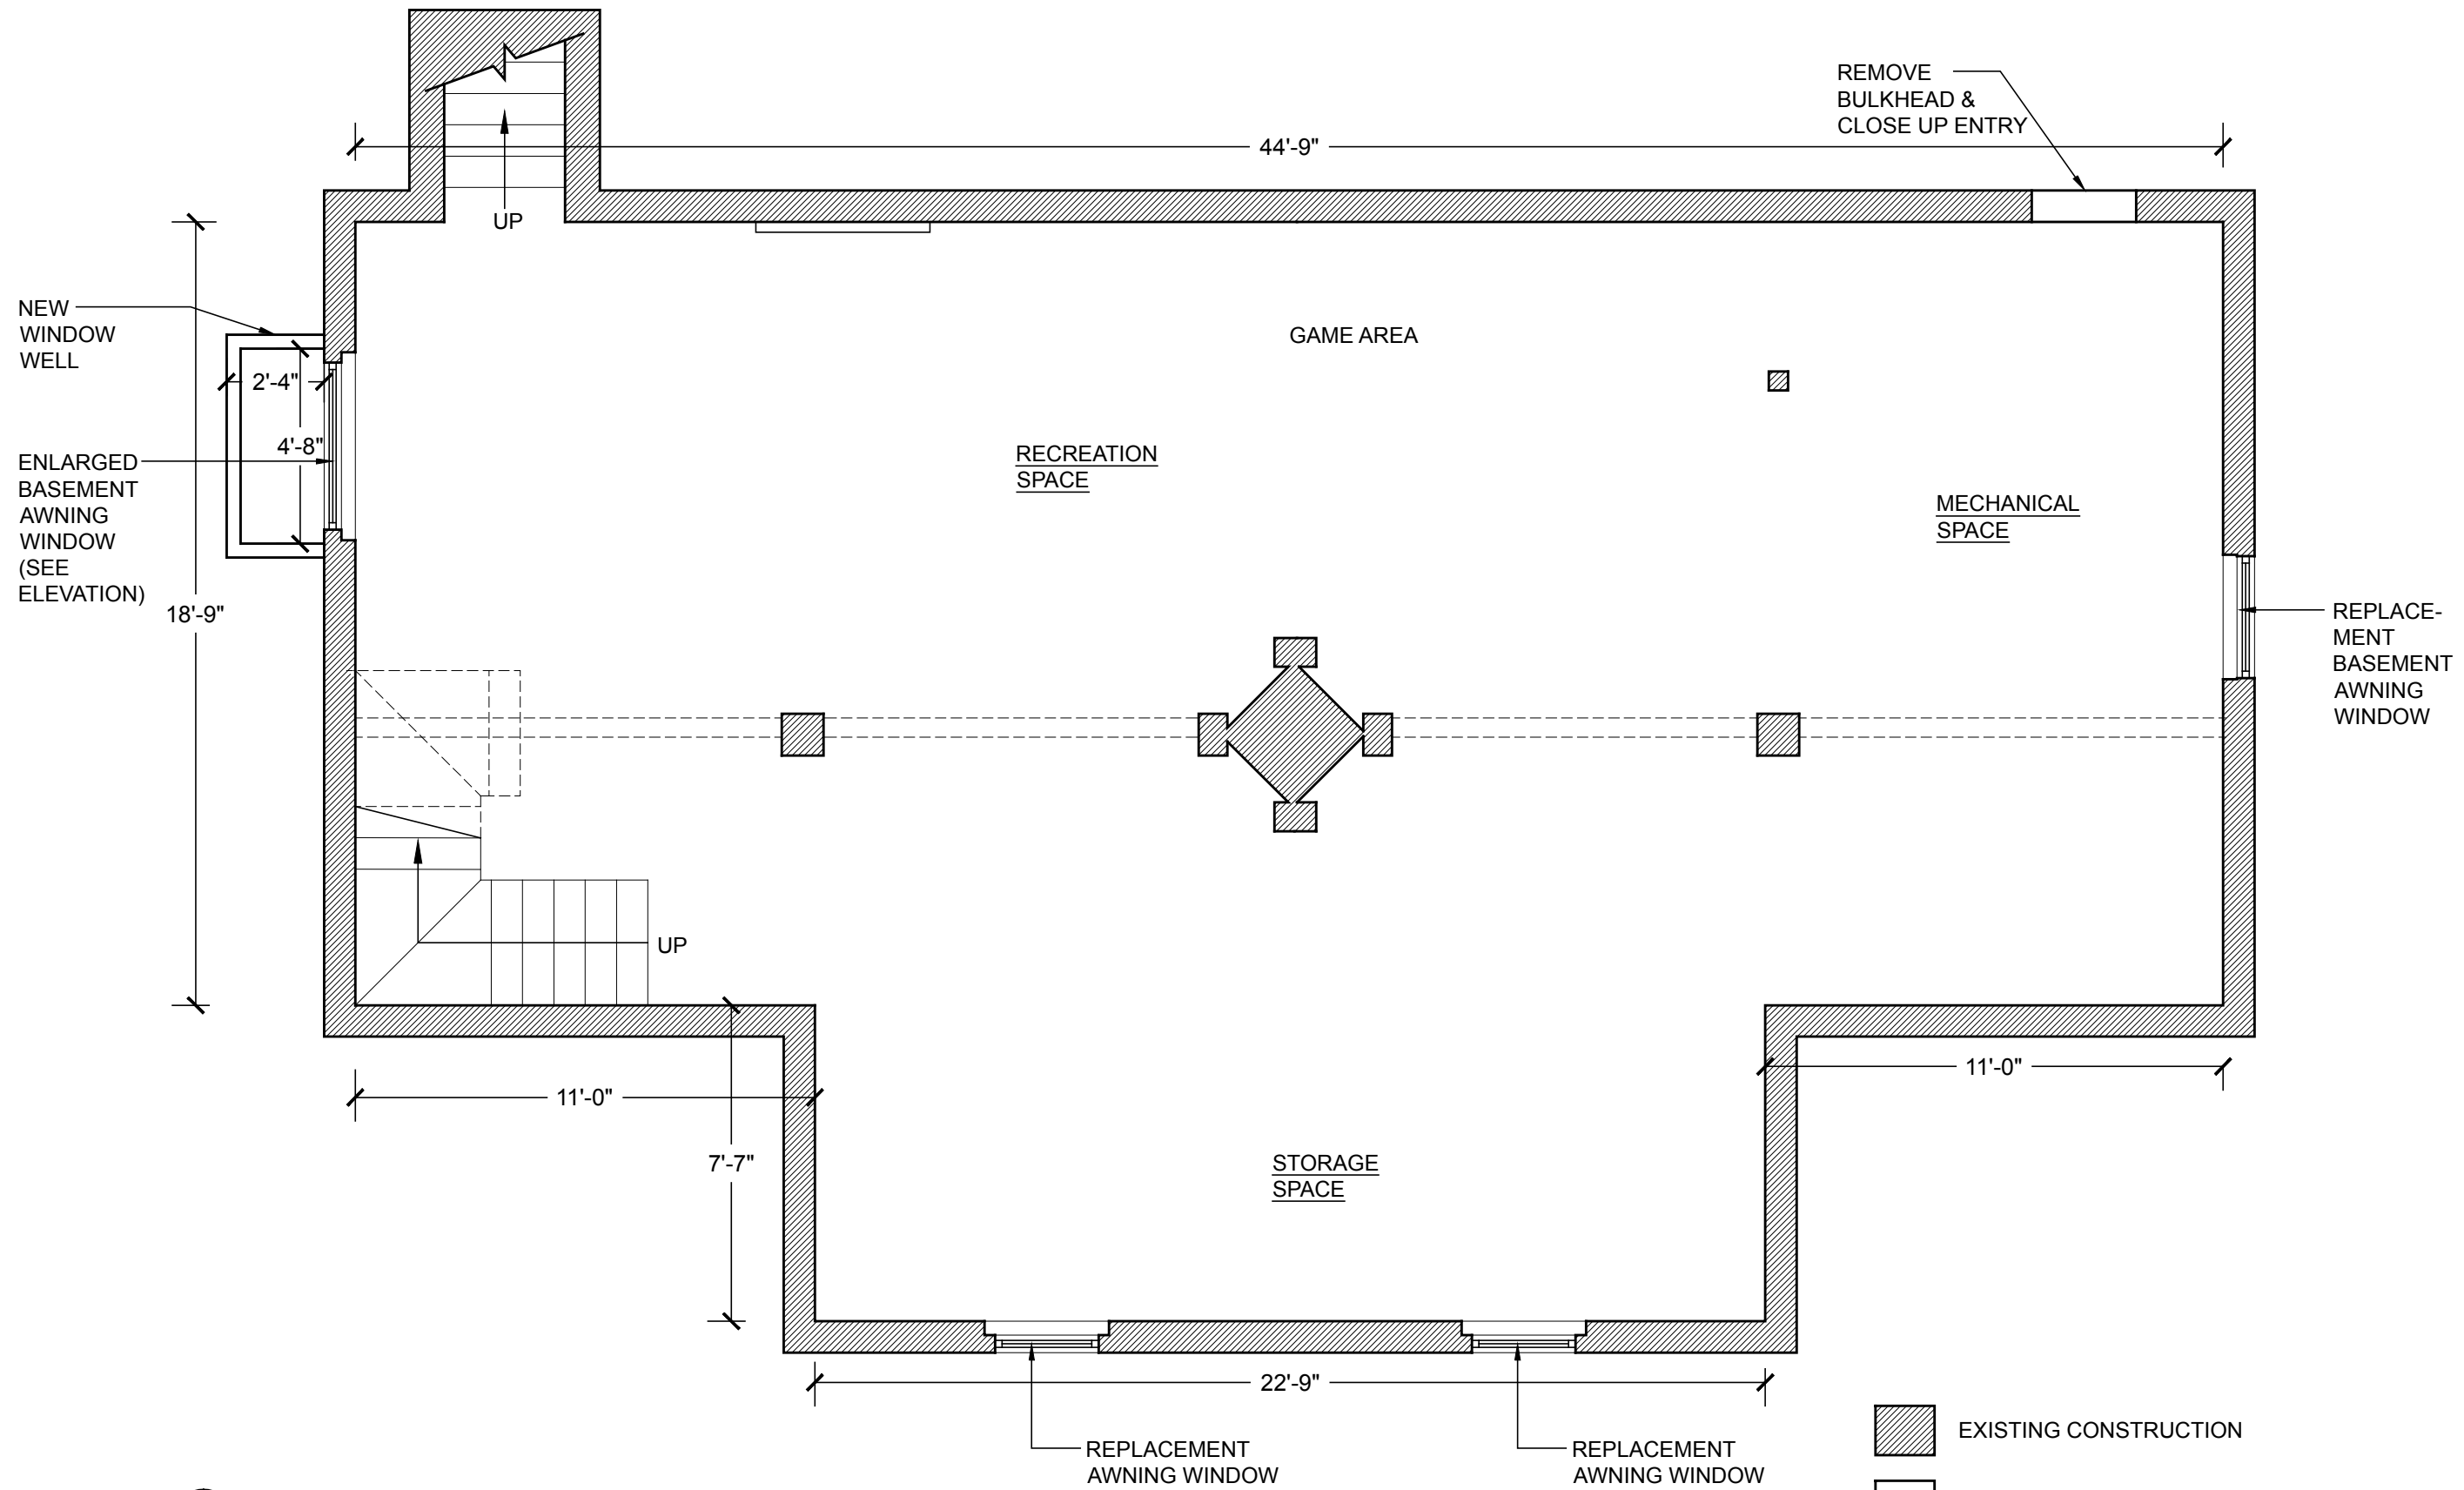 REMOVE
BULKHEAD &
CLOSE UP ENTRY
44'-9"
UP
NEW
WINDOW
WELL
GAME AREA
2'-4"
4'-8"
RECREATION
SPACE
ENLARGED
BASEMENT
AWNING
WINDOW
(SEE
ELEVATION)
MECHANICAL
SPACE
18'-9"
REPLACE-
MENT
BASEMENT
AWNING
WINDOW
UP
11'-0"
11'-0"
7'-7"
STORAGE
SPACE
22'-9"
EXISTING CONSTRUCTION
REPLACEMENT
AWNING WINDOW
REPLACEMENT
AWNING WINDOW